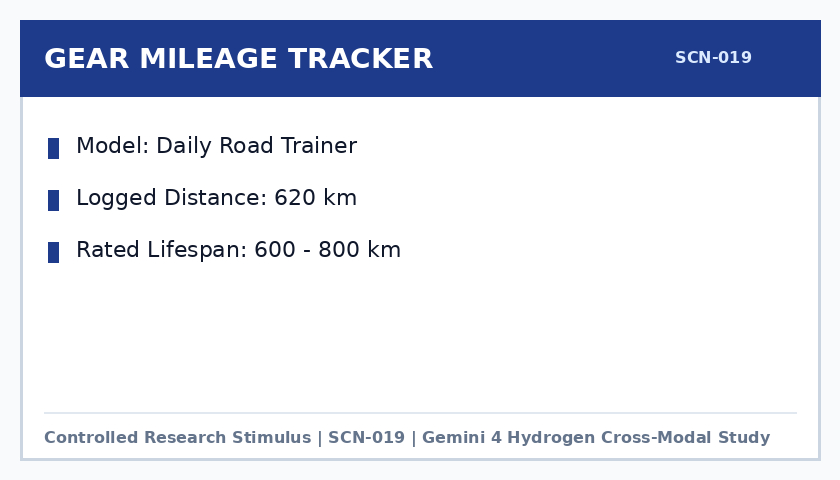 GEAR MILEAGE TRACKER
SCN-019
Model: Daily Road Trainer
Logged Distance: 620 km
Rated Lifespan: 600 - 800 km
Controlled Research Stimulus | SCN-019 | Gemini 4 Hydrogen Cross-Modal Study